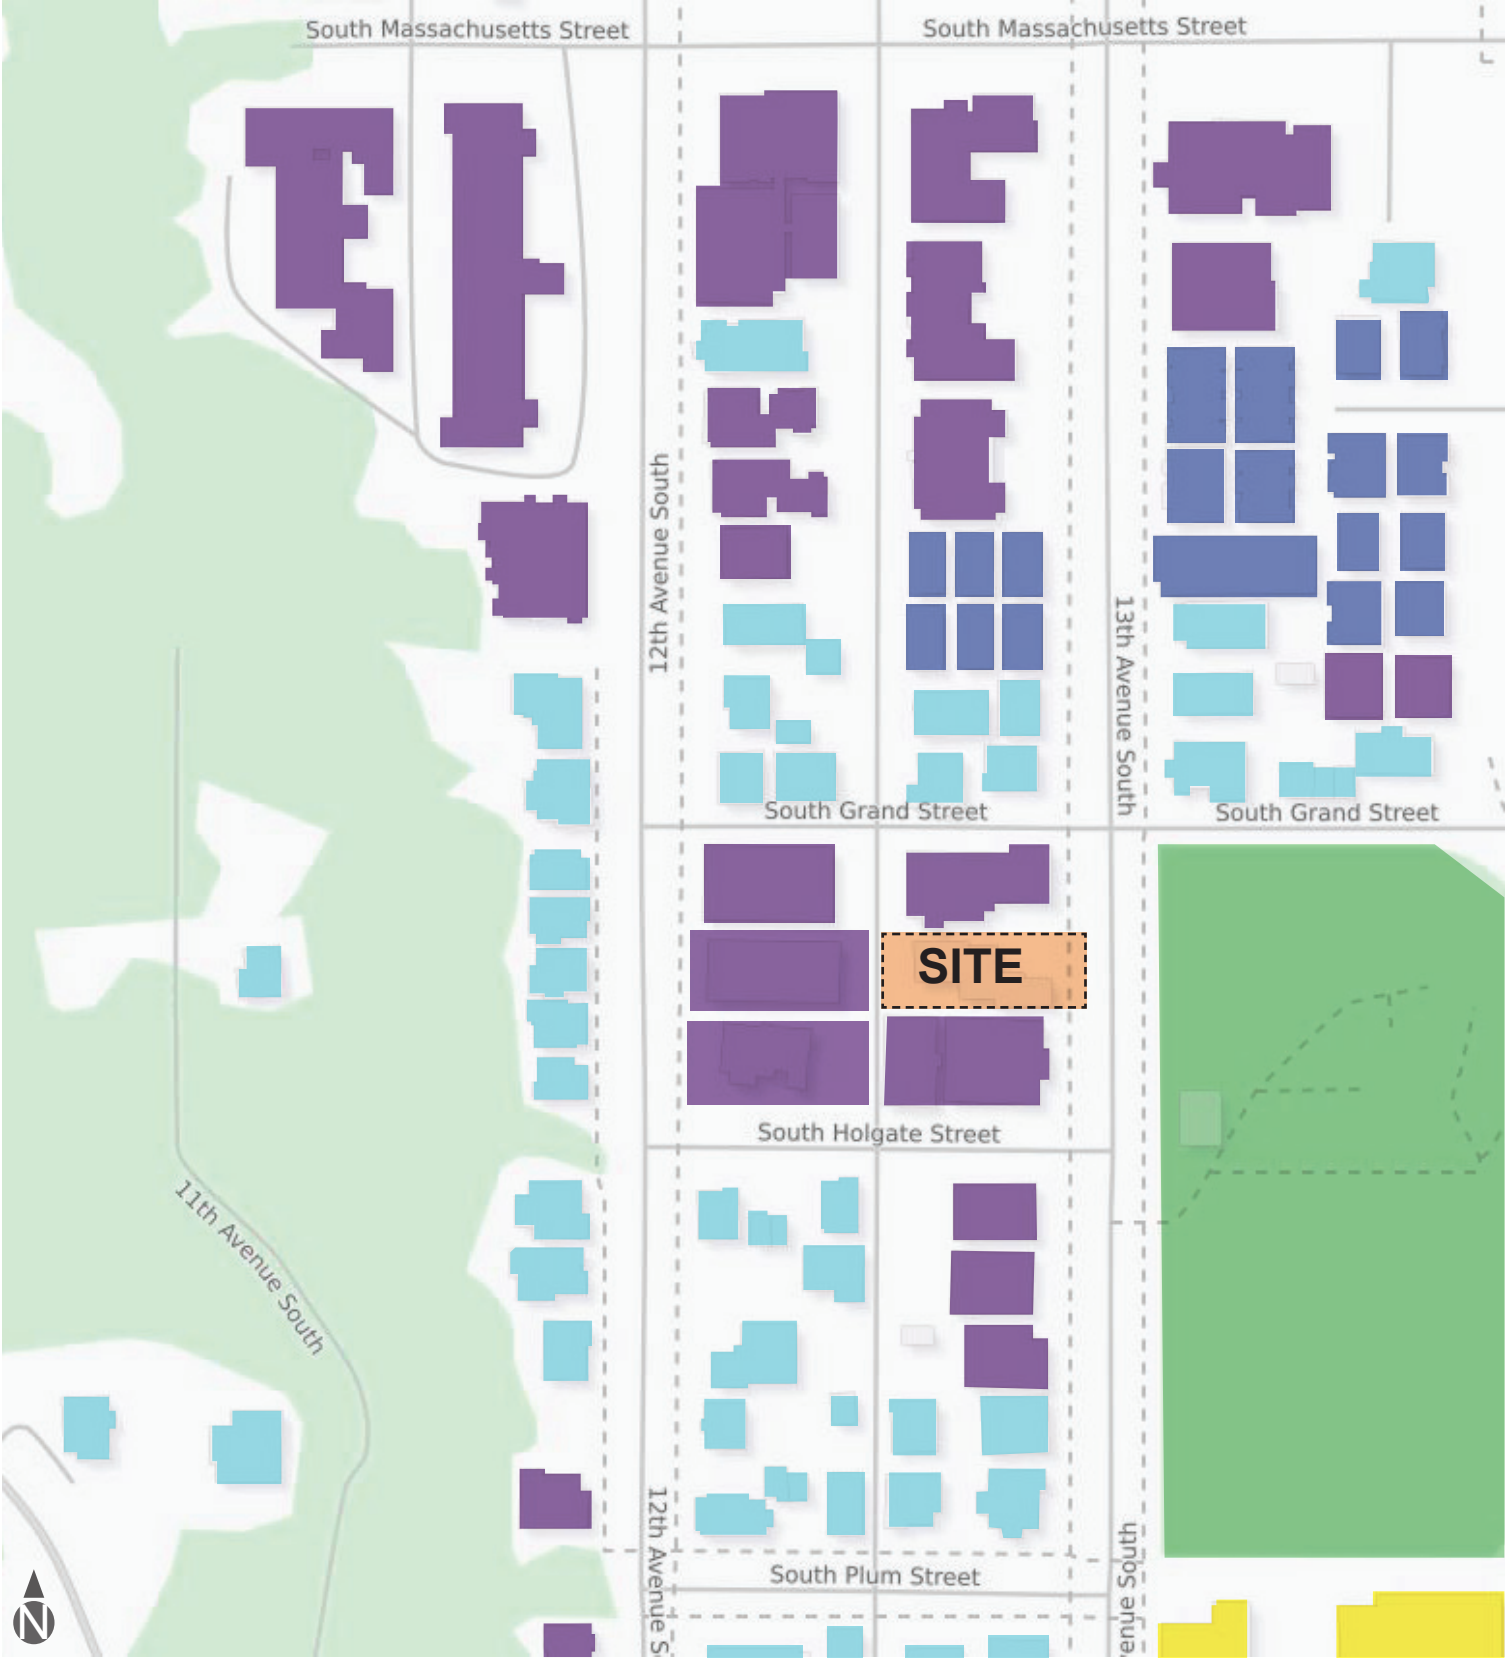 South Massachusetts Street
South Massachusetts Street
12th Avenue South
13th Avenue South
South Grand Street
South Grand Street
SITE
South Holgate Street
11th Avenue South
12th Avenue S
venue South
South Plum Street
N